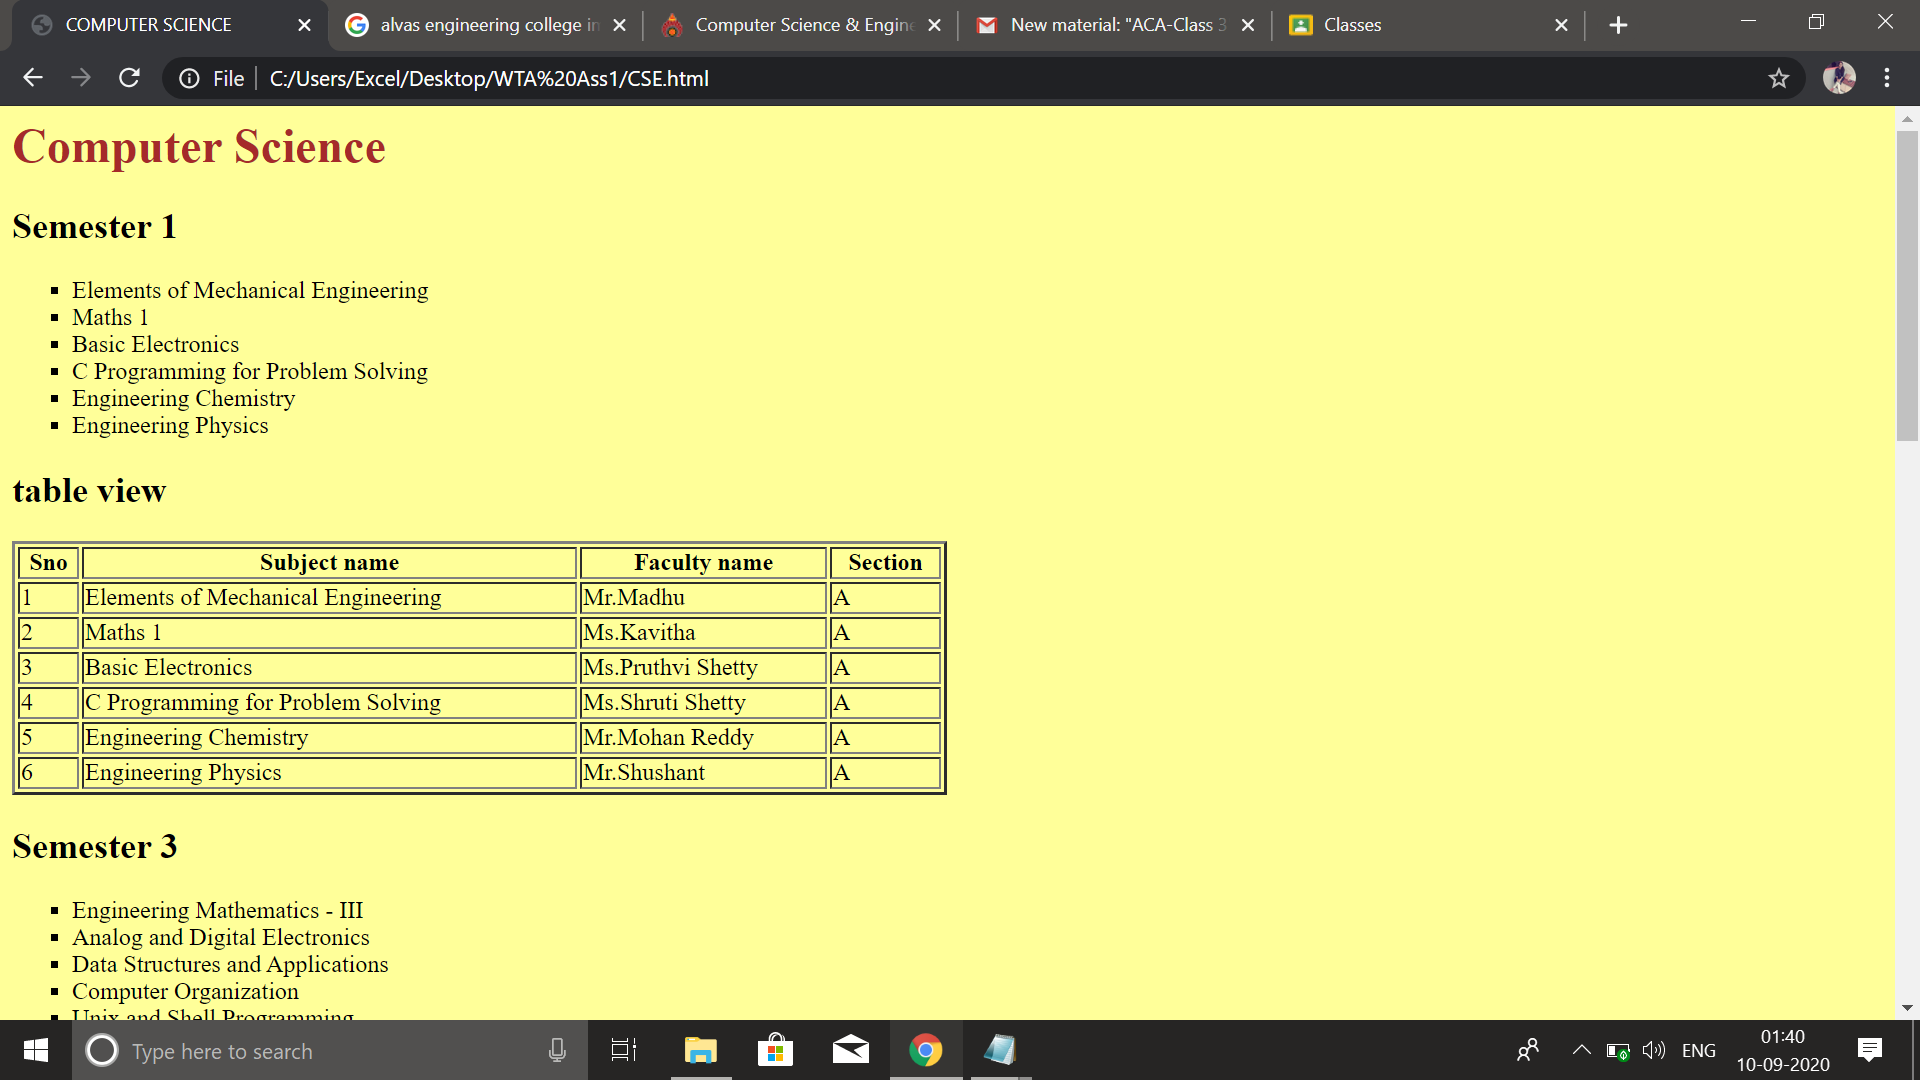 COMPUTER SCIENCE
alvas engineering college in
Computer Science & Engine
New material: "ACA-Class 3
Classes
File
C:/Users/Excel/Desktop/WTA%20Ass1/CSE.html
Computer Science
Semester 1
Elements of Mechanical Engineering
Maths 1
Basic Electronics
C Programming for Problem Solving
Engineering Chemistry
Engineering Physics
table view
Sno Subject name Faculty name Section
1 Elements of Mechanical Engineering Mr.Madhu A
2 Maths 1 Ms.Kavitha A
3 Basic Electronics Ms.Pruthvi Shetty A
4 C Programming for Problem Solving Ms.Shruti Shetty A
5 Engineering Chemistry Mr.Mohan Reddy A
6 Engineering Physics Mr.Shushant A
Semester 3
Engineering Mathematics - III
Analog and Digital Electronics
Data Structures and Applications
Computer Organization
Unix and Shell Programming
Type here to search
ENG
01:40
10-09-2020